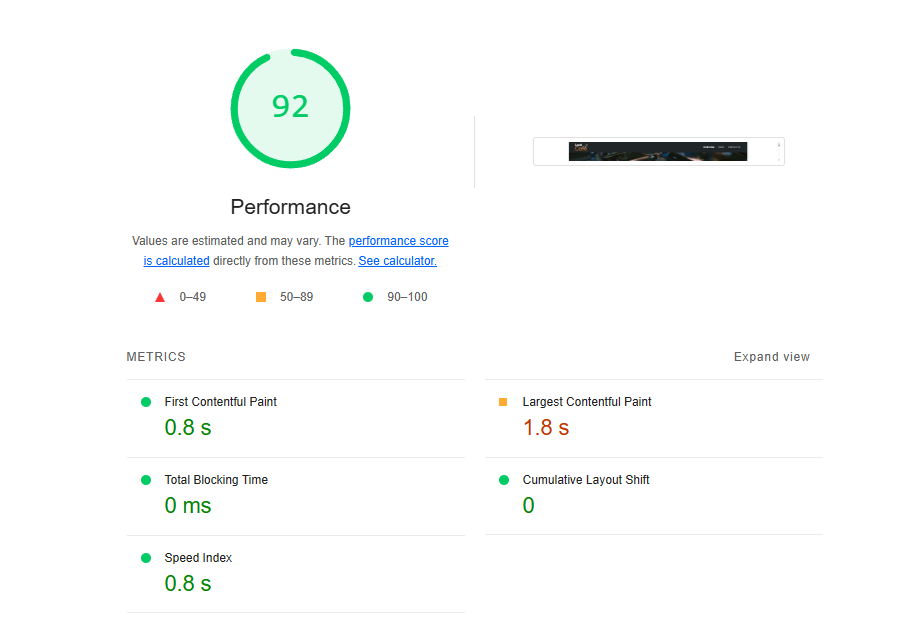 92
Performance
Values are estimated and may vary. The performance score
is calculated directly from these metrics. See calculator.
0–49
50–89
90–100
METRICS
Expand view
First Contentful Paint
0.8 s
Largest Contentful Paint
1.8 s
Total Blocking Time
0 ms
Cumulative Layout Shift
0
Speed Index
0.8 s